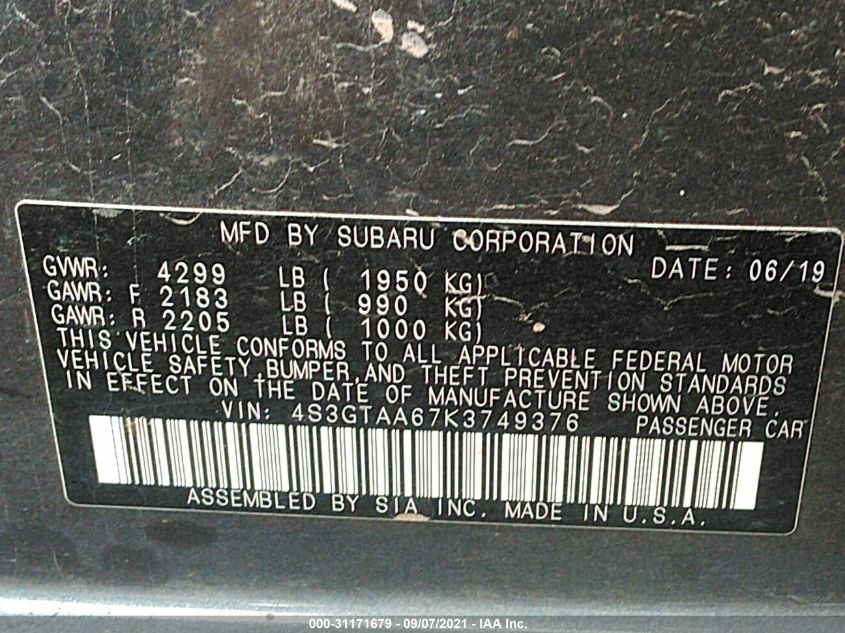 MFD BY SUBARU CORPORATION
GVWR: 4299 LB ( 1950 KG) DATE: 06/19
GAWR: F 2183 LB ( 990 KG)
GAWR: R 2205 LB ( 1000 KG)
THIS VEHICLE CONFORMS TO ALL APPLICABLE FEDERAL MOTOR
VEHICLE SAFETY,BUMPER,AND THEFT PREVENTION STANDARDS
IN EFFECT ON THE DATE OF MANUFACTURE SHOWN ABOVE.
VIN: 4S3GTAA67K3749376 PASSENGER CAR
ASSEMBLED BY SIA INC. MADE IN U.S.A.
000-31171679 - 09/07/2021 - IAA Inc.